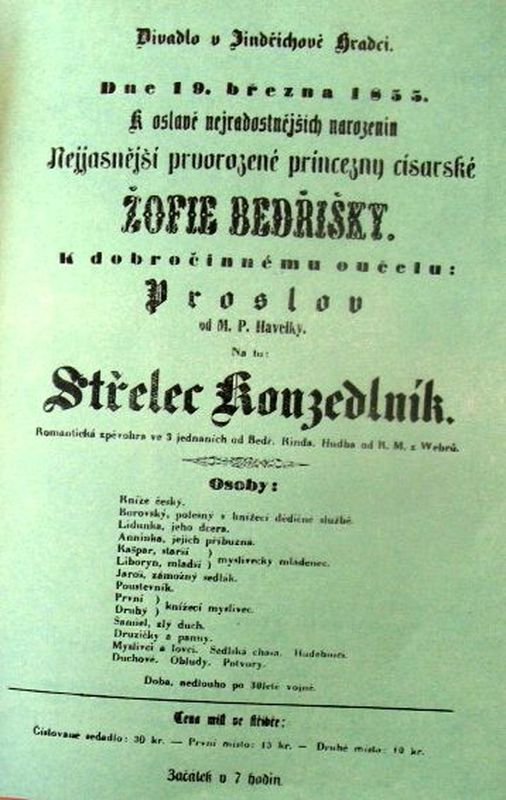 Divadlo v Jindřichově Hradci.
Dne 19. března 1855.
K oslavě nejradostnějších narozenin
Nejjasnější prvorozené princezny císarské
ŽOFIE BEDŘIŠKY.
K dobročinnému oučelu:
Proslov
od M. P. Havelky.
Na to:
Střelec Kouzedlník.
Romantická zpěvohra ve 3 jednaních od Bedř. Kinda. Hudba od K. M. z Webrů.
Osoby:
Kníže český.
Borovský, polesný v knížecí dědičné službě.
Lidunka, jeho dcera.
Anninka, jejich příbuzná.
Kašpar, starší )
Liboryn, mladší ) myslivecky mládenec.
Jaroš, zámožný sedlák.
Poustevník.
První )
Druhý ) knížecí myslivec.
Samiel, zlý duch.
Družičky a panny.
Myslivci a lovci. Sedlská chasa. Hudebníci.
Duchové. Obludy. Potvory.
Doba, nedlouho po 30leté vojně.
Cena míst ve stříbře:
Číslované sedadlo: 30 kr. — První místo: 15 kr. — Druhé místo: 10 kr.
Začátek v 7 hodin.